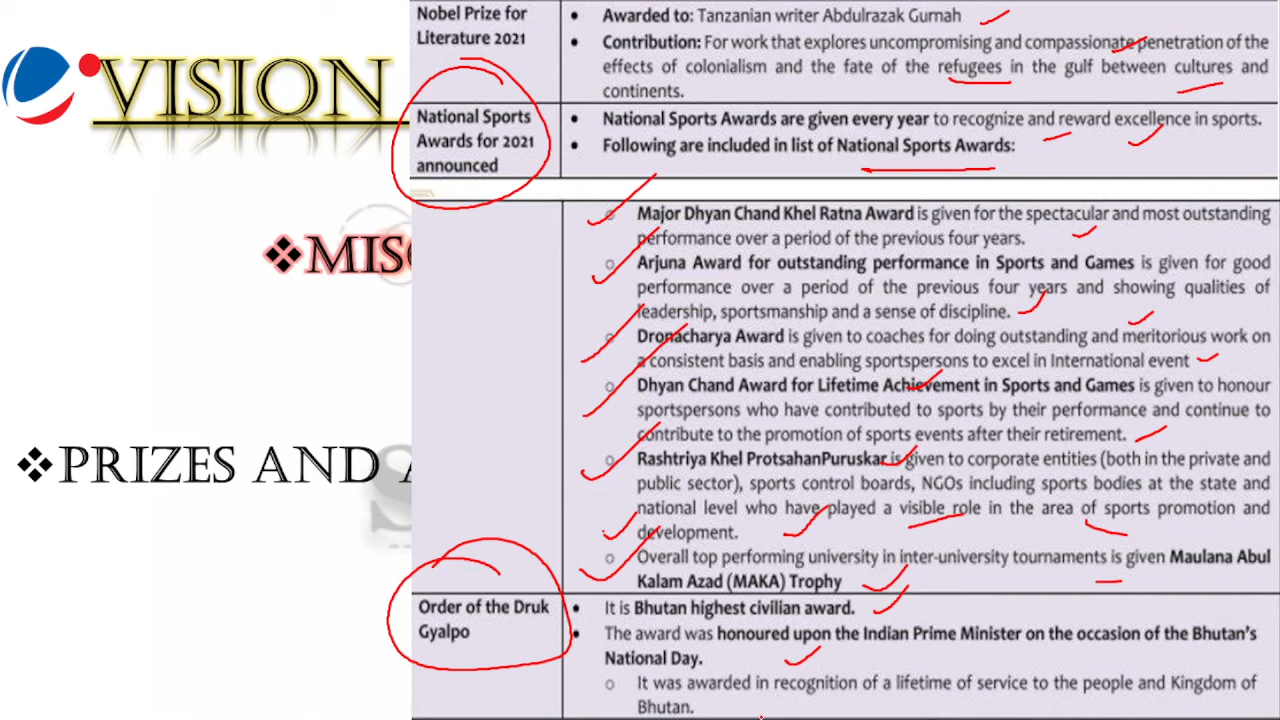 VISION
MISC
PRIZES AND A
Nobel Prize for
Literature 2021
• Awarded to: Tanzanian writer Abdulrazak Gurnah
• Contribution: For work that explores uncompromising and compassionate penetration of the
effects of colonialism and the fate of the refugees in the gulf between cultures and
continents.
National Sports
Awards for 2021
announced
• National Sports Awards are given every year to recognize and reward excellence in sports.
• Following are included in list of National Sports Awards:
o Major Dhyan Chand Khel Ratna Award is given for the spectacular and most outstanding
performance over a period of the previous four years.
o Arjuna Award for outstanding performance in Sports and Games is given for good
performance over a period of the previous four years and showing qualities of
leadership, sportsmanship and a sense of discipline.
o Dronacharya Award is given to coaches for doing outstanding and meritorious work on
a consistent basis and enabling sportspersons to excel in International event
o Dhyan Chand Award for Lifetime Achievement in Sports and Games is given to honour
sportspersons who have contributed to sports by their performance and continue to
contribute to the promotion of sports events after their retirement.
o Rashtriya Khel ProtsahanPuruskar is given to corporate entities (both in the private and
public sector), sports control boards, NGOs including sports bodies at the state and
national level who have played a visible role in the area of sports promotion and
development.
o Overall top performing university in inter-university tournaments is given Maulana Abul
Kalam Azad (MAKA) Trophy
Order of the Druk
Gyalpo
• It is Bhutan highest civilian award.
• The award was honoured upon the Indian Prime Minister on the occasion of the Bhutan's
National Day.
o It was awarded in recognition of a lifetime of service to the people and Kingdom of
Bhutan.